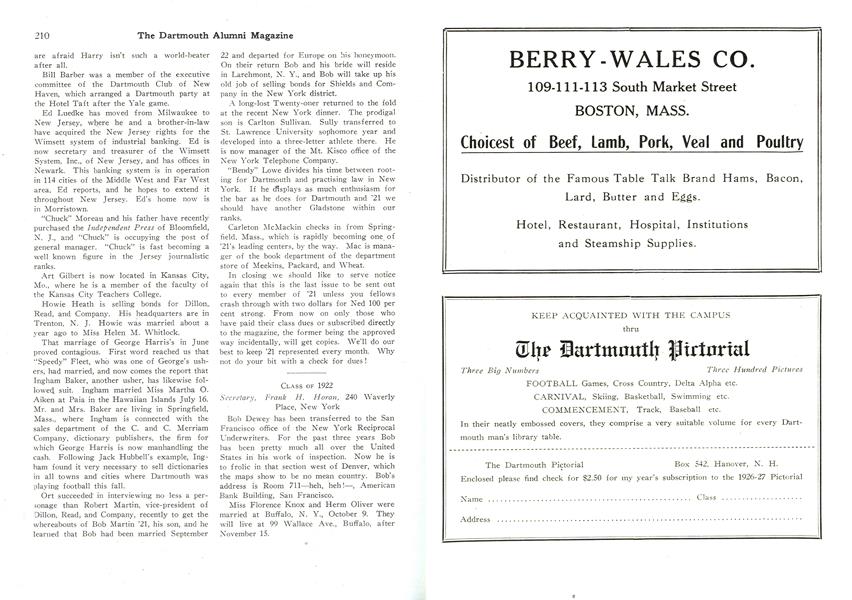 210
The Dartmouth Alumni Magazine
are afraid Harry isn't such a world-beater
after all.
Bill Barber was a member of the executive
committee of the Dartmouth Club of New
Haven, which arranged a Dartmouth party at
the Hotel Taft after the Yale game.
Ed Luedke has moved from Milwaukee to
New Jersey, where he and a brother-in-law
have acquired the New Jersey rights for the
Wimsett system of industrial banking. Ed is
now secretary and treasurer of the Wimsett
System, Inc., of New Jersey, and has offices in
Newark. This banking system is in operation
in 114 cities of the Middle West and Far West
area, Ed reports, and he hopes to extend it
throughout New Jersey. Ed's home now is
in Morristown.
"Chuck" Moreau and his father have recently
purchased the Independent Press of Bloomfield,
N. J., and "Chuck" is occupying the post of
general manager. "Chuck" is fast becoming a
well known figure in the Jersey journalistic
ranks.
Art Gilbert is now located in Kansas City,
Mo., where he is a member of the faculty of
the Kansas City Teachers College.
Howie Heath is selling bonds for Dillon,
Read, and Company. His headquarters are in
Trenton, N. J. Howie was married about a
year ago to Miss Helen M. Whitlock.
That marriage of George Harris's in June
proved contagious. First word reached us that
"Speedy" Fleet, who was one of George's ush-
ers, had married, and now comes the report that
Ingham Baker, another usher, has likewise fol-
lowed suit. Ingham married Miss Martha O.
Aiken at Paia in the Hawaiian Islands July 16.
Mr. and Mrs. Baker are living in Springfield,
Mass., where Ingham is connected with the
sales department of the C. and C. Merriam
Company, dictionary publishers, the firm for
which George Harris is now manhandling the
cash. Following Jack Hubbell's example, Ing-
ham found it very necessary to sell dictionaries
in all towns and cities where Dartmouth was
playing football this fall.
Ort succeeded in interviewing no less a per-
sonage than Robert Martin, vice-president of
Dillon, Read, and Company, recently to get the
whereabouts of Bob Martin '21, his son, and he
learned that Bob had been married September
22 and departed for Europe on his honeymoon.
On their return Bob and his bride will reside
in Larchmont, N. Y., and Bob will take up his
old job of selling bonds for Shields and Com-
pany in the New York district.
A long-lost Twenty-oner returned to the fold
at the recent New York dinner. The prodigal
son is Carlton Sullivan. Sully transferred to
St. Lawrence University sophomore year and
developed into a three-letter athlete there. He
is now manager of the Mt. Kisco office of the
New York Telephone Company.
"Bendy" Lowe divides his time between root-
ing for Dartmouth and practising law in New
York. If he displays as much enthusiasm for
the bar as he does for Dartmouth and '21 we
should have another Gladstone within our
ranks.
Carleton McMackin checks in from Spring-
field, Mass., which is rapidly becoming one of
'21's leading centers, by the way. Mac is mana-
ger of the book department of the department
store of Meekins, Packard, and Wheat.
In closing we should like to serve notice
again that this is the last issue to be sent out
to every member of '21 unless you fellows
crash through with two dollars for Ned 100 per
cent strong. From now on only those who
have paid their class dues or subscribed directly
to the magazine, the former being the approved
way incidentally, will get copies. We'll do our
best to keep '21 represented every month. Why
not do your bit with a check for dues!
CLASS OF 1922
Secretary, Frank H. Horan, 240 Waverly
Place, New York
Bob Dewey has been transferred to the San
Francisco office of the New York Reciprocal
Underwriters. For the past three years Bob
has been pretty much all over the United
States in his work of inspection. Now he is
to frolic in that section west of Denver, which
the maps show to be no mean country. Bob's
address is Room 711—heh, heh!—, American
Bank Building, San Francisco.
Miss Florence Knox and Herm Oliver were
married at Buffalo, N. Y., October 9. They
will live at 99 Wallace Ave., Buffalo, after
November 15.
BERRY-WALES CO.
109-111-113 South Market Street
BOSTON, MASS.
Choicest of Beef, Lamb, Pork, Veal and Poultry
Distributor of the Famous Table Talk Brand Hams, Bacon,
Lard, Butter and Eggs.
Hotel, Restaurant, Hospital, Institutions
and Steamship Supplies.
KEEP ACQUAINTED WITH THE CAMPUS
thru
The Dartmouth Pictorial
Three Big Numbers Three Hundred Pictures
FOOTBALL Games, Cross Country, Delta Alpha etc.
CARNIVAL, Skiing, Basketball, Swimming etc.
COMMENCEMENT, Track, Baseball etc.
In their neatly embossed covers, they comprise a very suitable volume for every Dart-
mouth man's library table.
The Dartmouth Pictorial Box 542, Hanover, N. H.
Enclosed please find check for $2.50 for my year's subscription to the 1926-27 Pictorial
Name ........ Class ........
Address ........